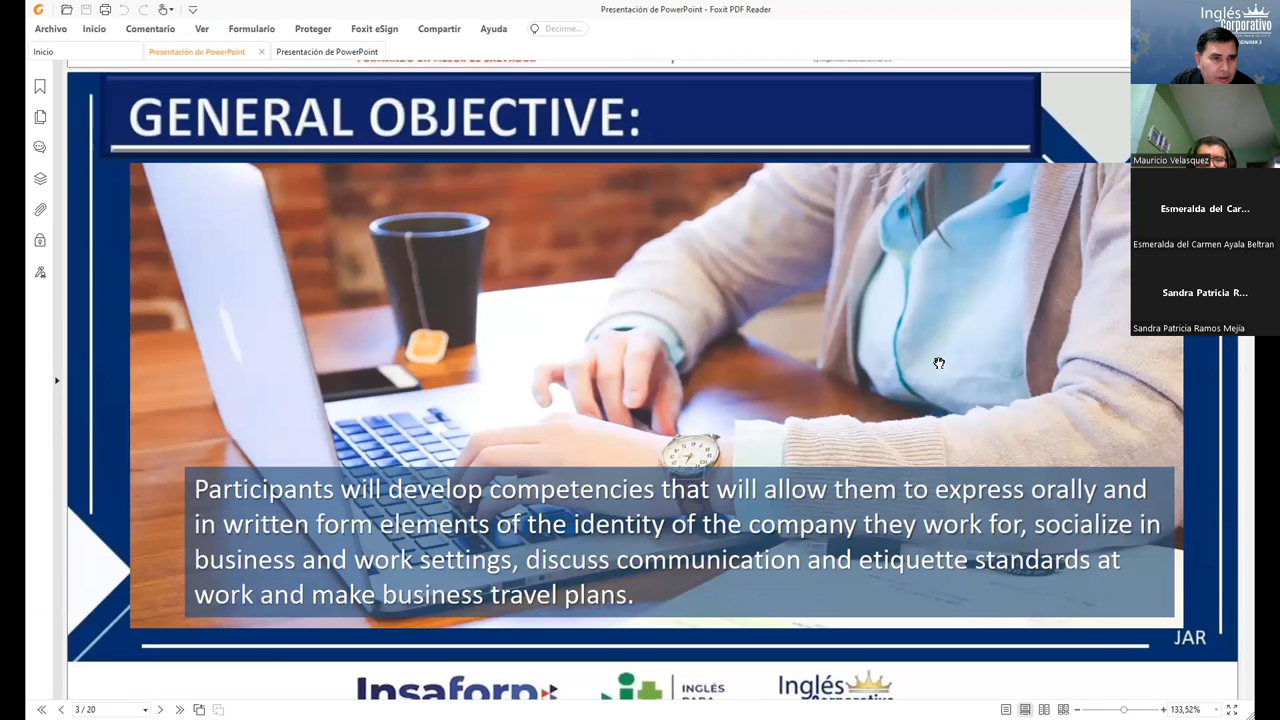 Presentación de PowerPoint - Foxit PDF Reader
Archivo Inicio Comentario Ver Formulario Proteger Foxit eSign Compartir Ayuda Decirme...
Inicio Presentación de PowerPoint Presentación de PowerPoint
GENERAL OBJECTIVE:
Participants will develop competencies that will allow them to express orally and
in written form elements of the identity of the company they work for, socialize in
business and work settings, discuss communication and etiquette standards at
work and make business travel plans.
JAR
Insaforp
INGLÉS
Inglés
Corporativo
3 / 20
133,52%
Inglés
Corporativo
Mauricio Velasquez
Esmeralda del Car...
Esmeralda del Carmen Ayala Beltran
Sandra Patricia R...
Sandra Patricia Ramos Mejía